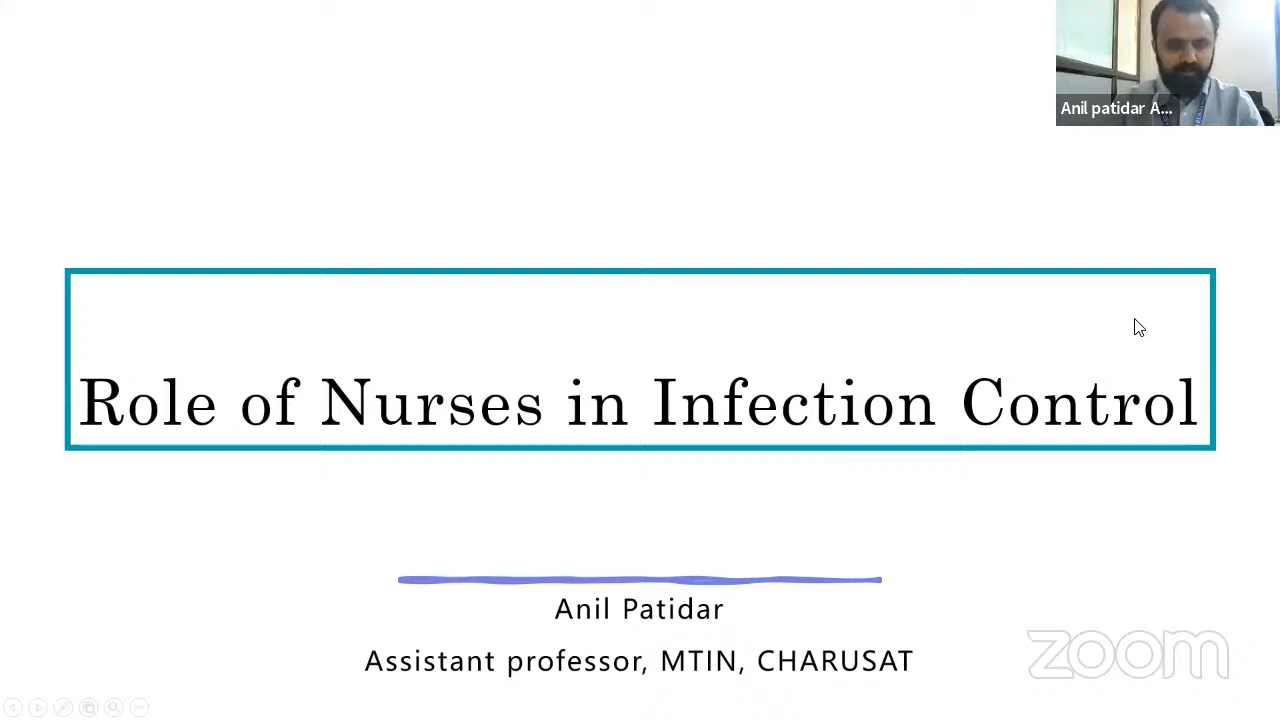 Anil patidar A...
Role of Nurses in Infection Control
Anil Patidar
Assistant professor, MTIN, CHARUSAT
zoom